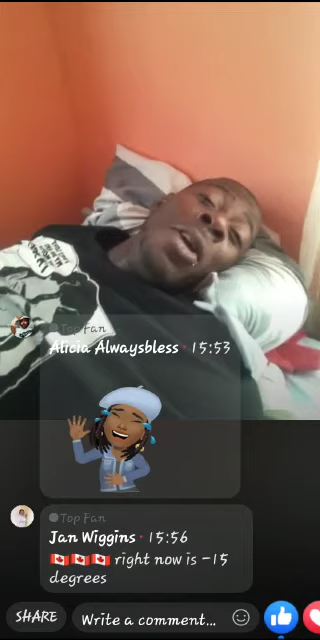 Top Fan
Alicia Alwaysbless • 15:53
Top Fan
Jan Wiggins • 15:56
🇨🇦🇨🇦🇨🇦 right now is -15
degrees
SHARE
Write a comment...